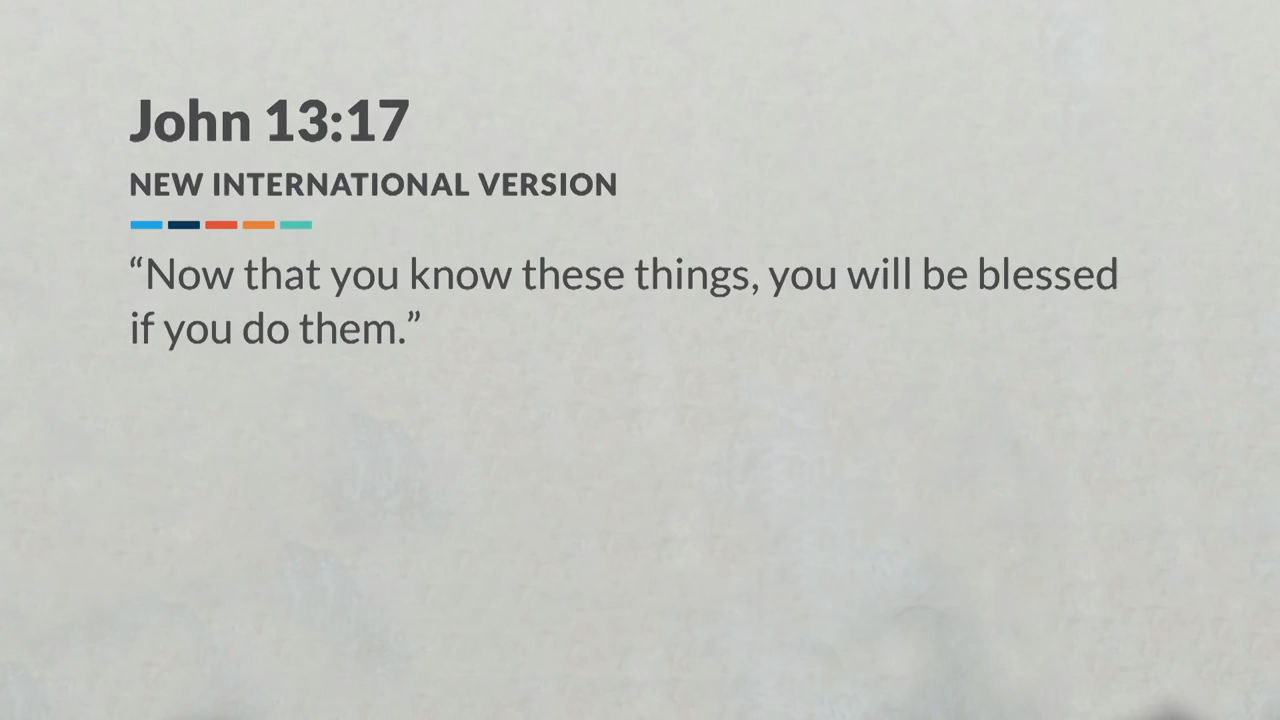 John 13:17
NEW INTERNATIONAL VERSION
“Now that you know these things, you will be blessed
if you do them.”